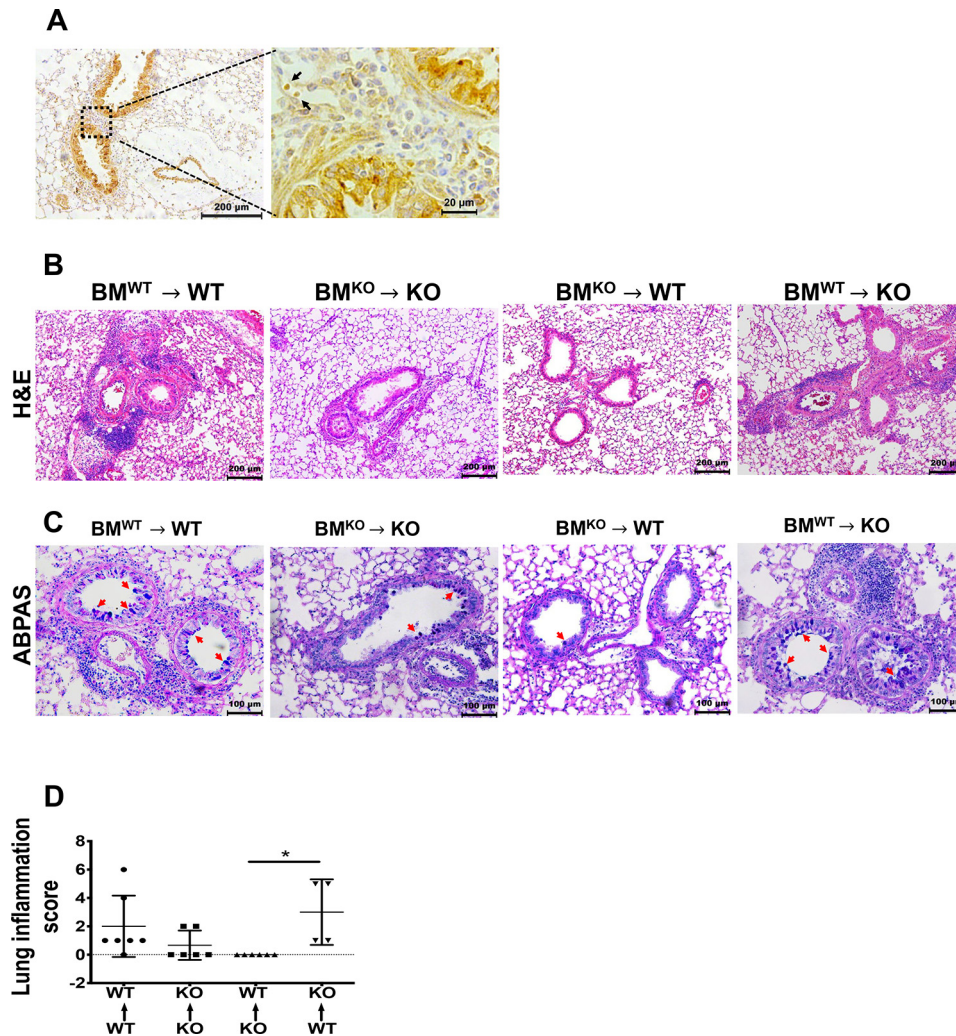 A
200 µm
20 µm
B
BMWT → WT
BMKO → KO
BMKO → WT
BMWT → KO
H&E
200 µm
200 µm
200 µm
200 µm
C
BMWT → WT
BMKO → KO
BMKO → WT
BMWT → KO
ABPAS
100 µm
100 µm
100 µm
100 µm
D
Lung inflammation
score
8
6
4
2
0
-2
*
WT KO WT KO
WT KO KO WT